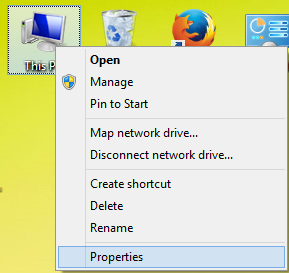 This P
Open
Manage
Pin to Start
Map network drive...
Disconnect network drive...
Create shortcut
Delete
Rename
Properties